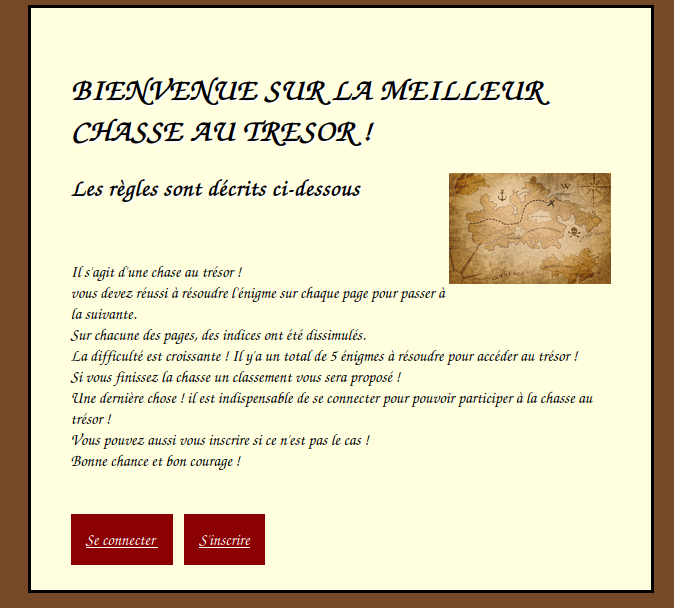 BIENVENUE SUR LA MEILLEUR
CHASSE AU TRESOR !
Les règles sont décrits ci-dessous
W
Il s'agit d'une chase au trésor !
vous devez réussi à résoudre l'énigme sur chaque page pour passer à
la suivante.
Sur chacune des pages, des indices ont été dissimulés.
La difficulté est croissante ! Il y'a un total de 5 énigmes à résoudre pour accéder au trésor !
Si vous finissez la chasse un classement vous sera proposé !
Une dernière chose ! il est indispensable de se connecter pour pouvoir participer à la chasse au
trésor !
Vous pouvez aussi vous inscrire si ce n'est pas le cas !
Bonne chance et bon courage !
Se connecter
S'inscrire